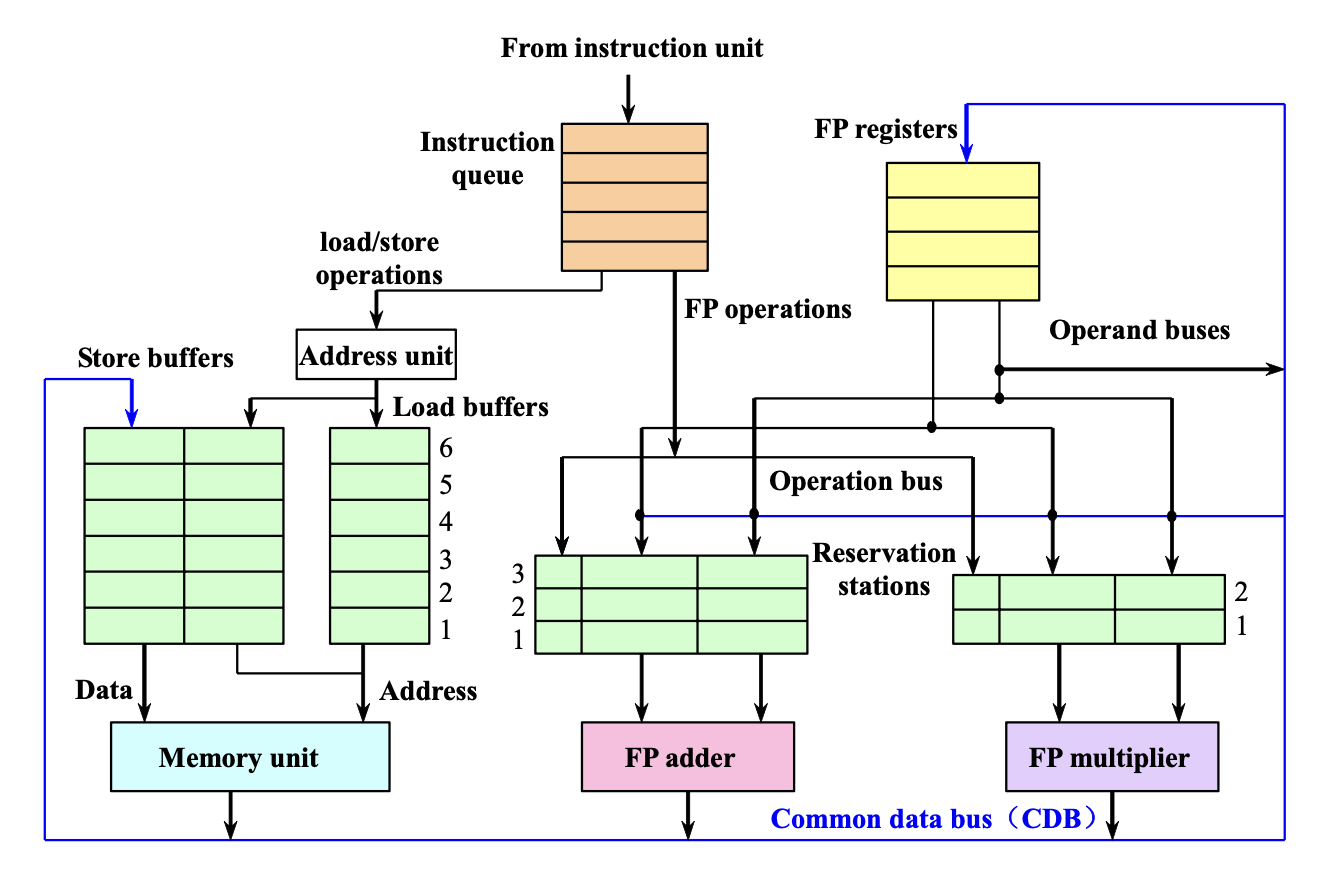 From instruction unit
Instruction
queue
FP registers
load/store
operations
FP operations
Operand buses
Address unit
Store buffers
Load buffers
6
5
4
3
2
1
Operation bus
Reservation
stations
3
2
1
2
1
Data
Address
Memory unit
FP adder
FP multiplier
Common data bus（CDB）